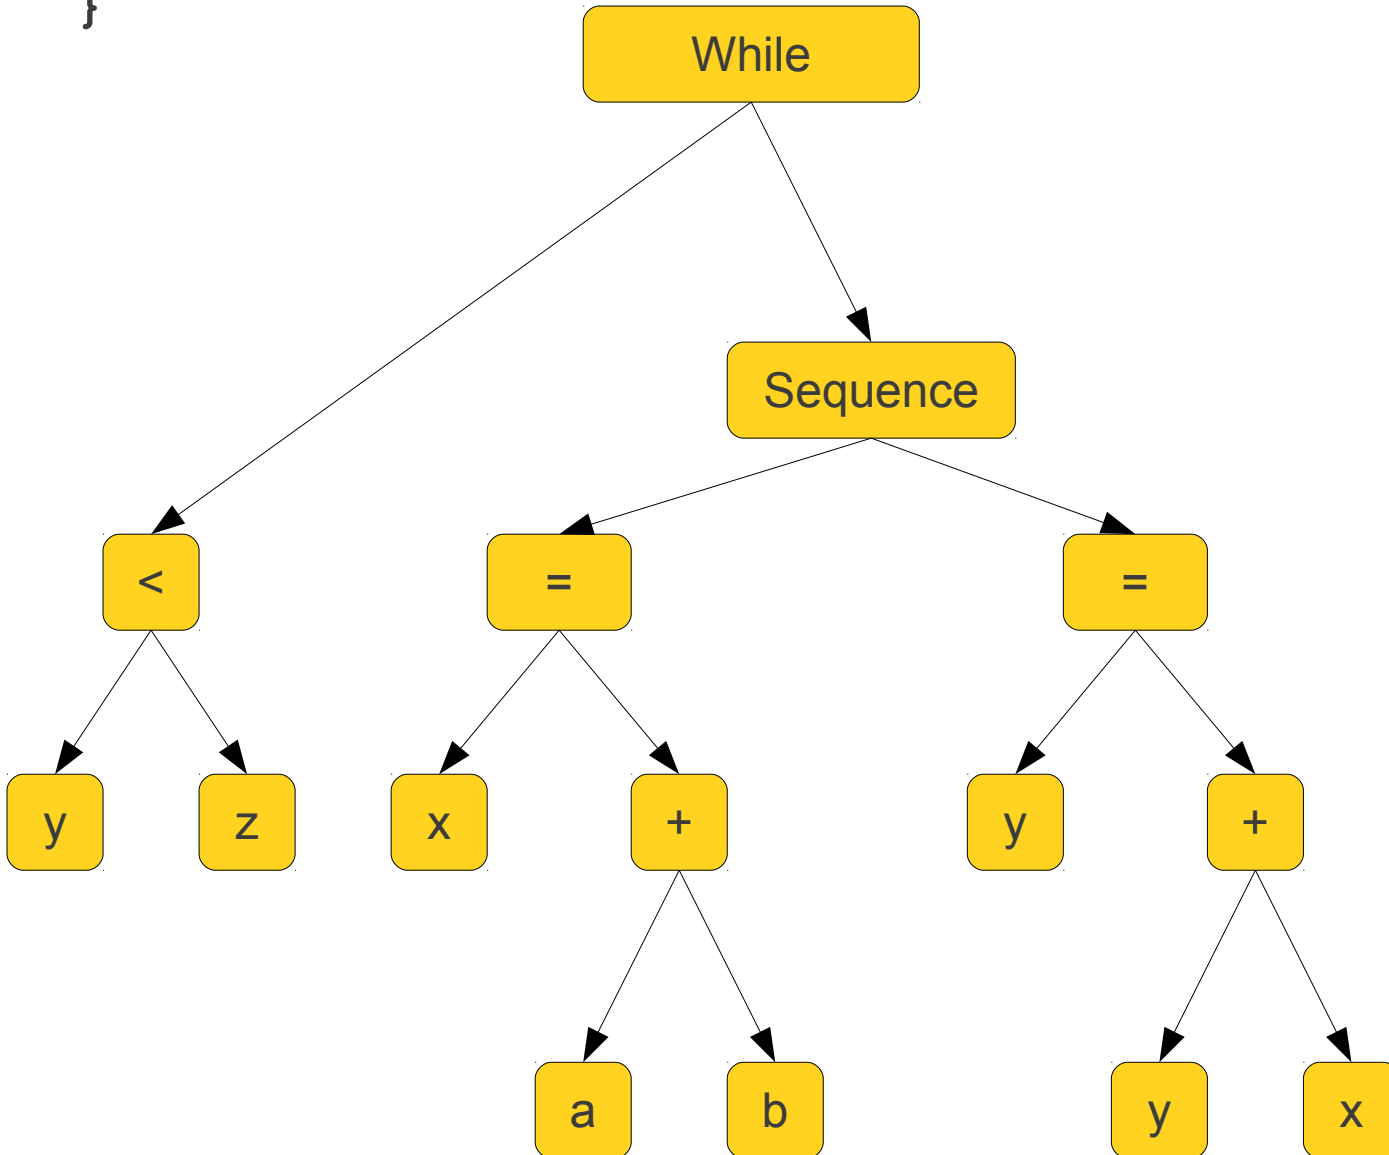 }
While
Sequence
< = =
y z x + y +
a b y x